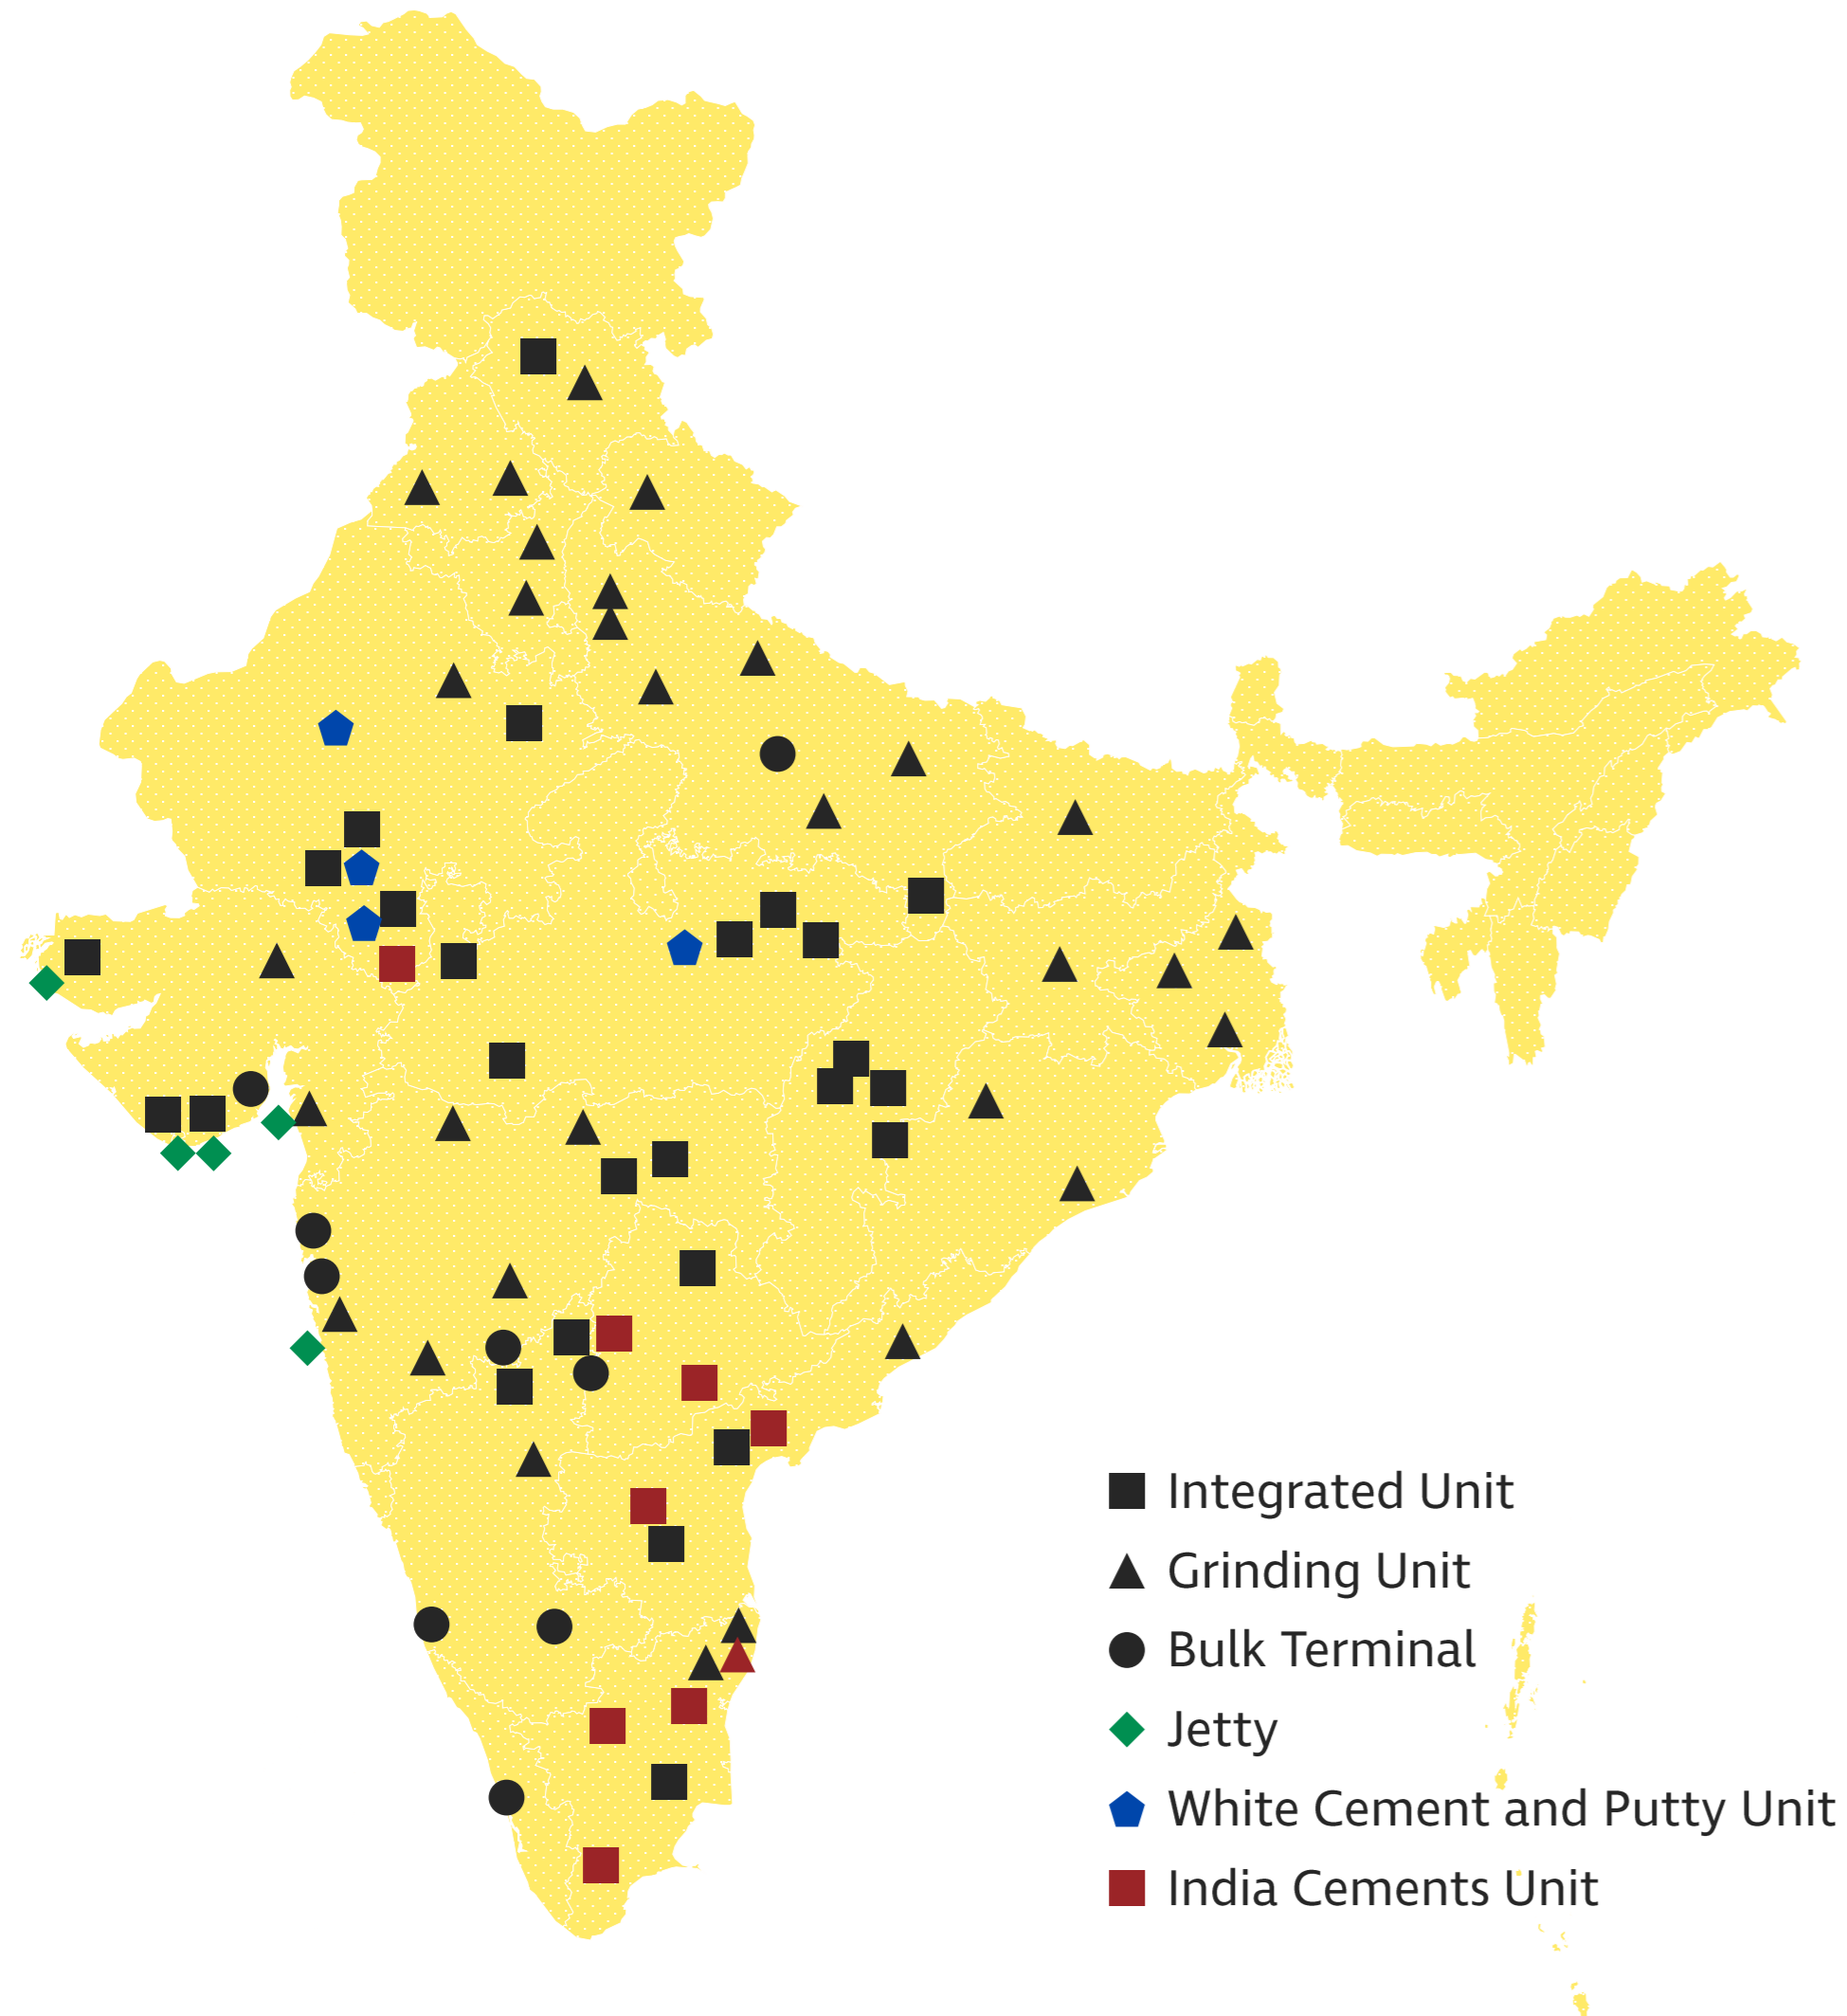 Integrated Unit
Grinding Unit
Bulk Terminal
Jetty
White Cement and Putty Unit
India Cements Unit